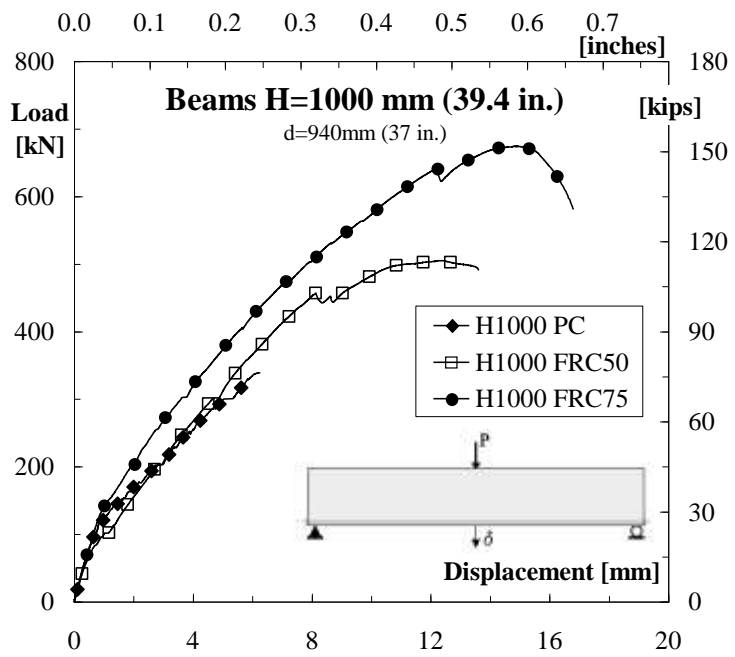 0.0 0.1 0.2 0.3 0.4 0.5 0.6 0.7
[inches]
800 180
Beams H=1000 mm (39.4 in.)
Load [kips]
[kN] d=940mm (37 in.)
150
600
120
H1000 PC
400 90
H1000 FRC50
H1000 FRC75
60
200
P
30
δ
Displacement [mm]
0 0
0 4 8 12 16 20